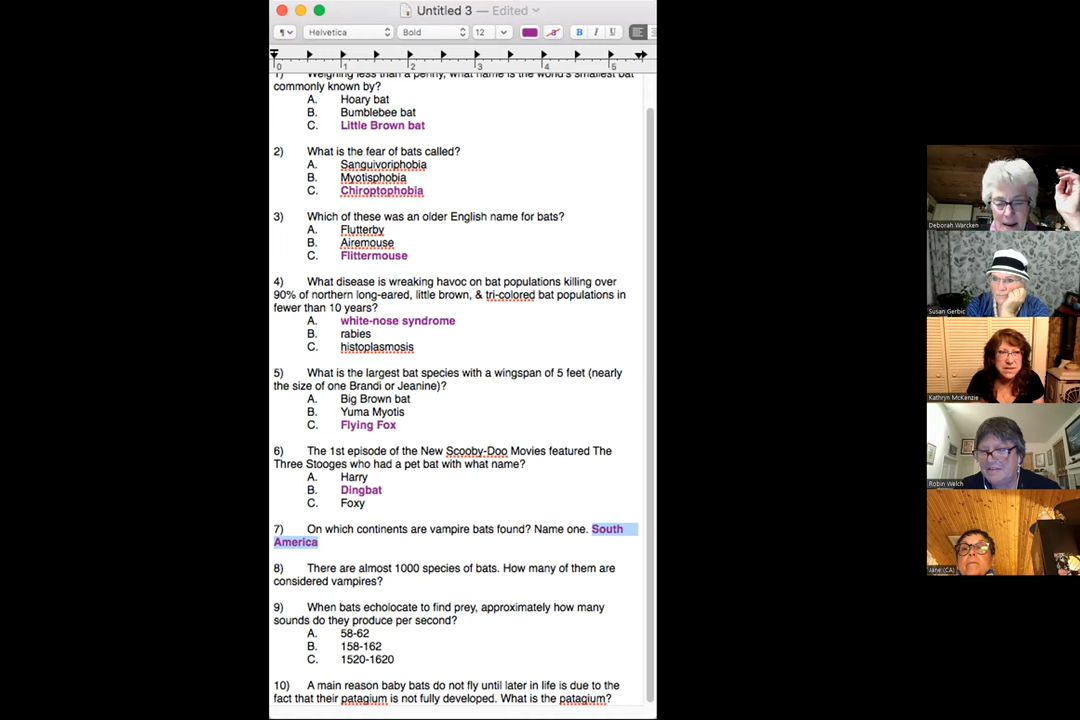 Untitled 3 — Edited
Helvetica Bold 12 B I U
0 1 2 3 4 5
1) Weighing less than a penny, what name is the world's smallest bat
commonly known by?
A. Hoary bat
B. Bumblebee bat
C. Little Brown bat
2) What is the fear of bats called?
A. Sanguivoriphobia
B. Myotisphobia
C. Chiroptophobia
3) Which of these was an older English name for bats?
A. Flutterby
B. Airemouse
C. Flittermouse
4) What disease is wreaking havoc on bat populations killing over
90% of northern long-eared, little brown, & tri-colored bat populations in
fewer than 10 years?
A. white-nose syndrome
B. rabies
C. histoplasmosis
5) What is the largest bat species with a wingspan of 5 feet (nearly
the size of one Brandi or Jeanine)?
A. Big Brown bat
B. Yuma Myotis
C. Flying Fox
6) The 1st episode of the New Scooby-Doo Movies featured The
Three Stooges who had a pet bat with what name?
A. Harry
B. Dingbat
C. Foxy
7) On which continents are vampire bats found? Name one. South
America
8) There are almost 1000 species of bats. How many of them are
considered vampires?
9) When bats echolocate to find prey, approximately how many
sounds do they produce per second?
A. 58-62
B. 158-162
C. 1520-1620
10) A main reason baby bats do not fly until later in life is due to the
fact that their patagium is not fully developed. What is the patagium?
Deborah Warcken
Susan Gerbic
Kathryn McKenzie
Robin Welch
Jane (CA)